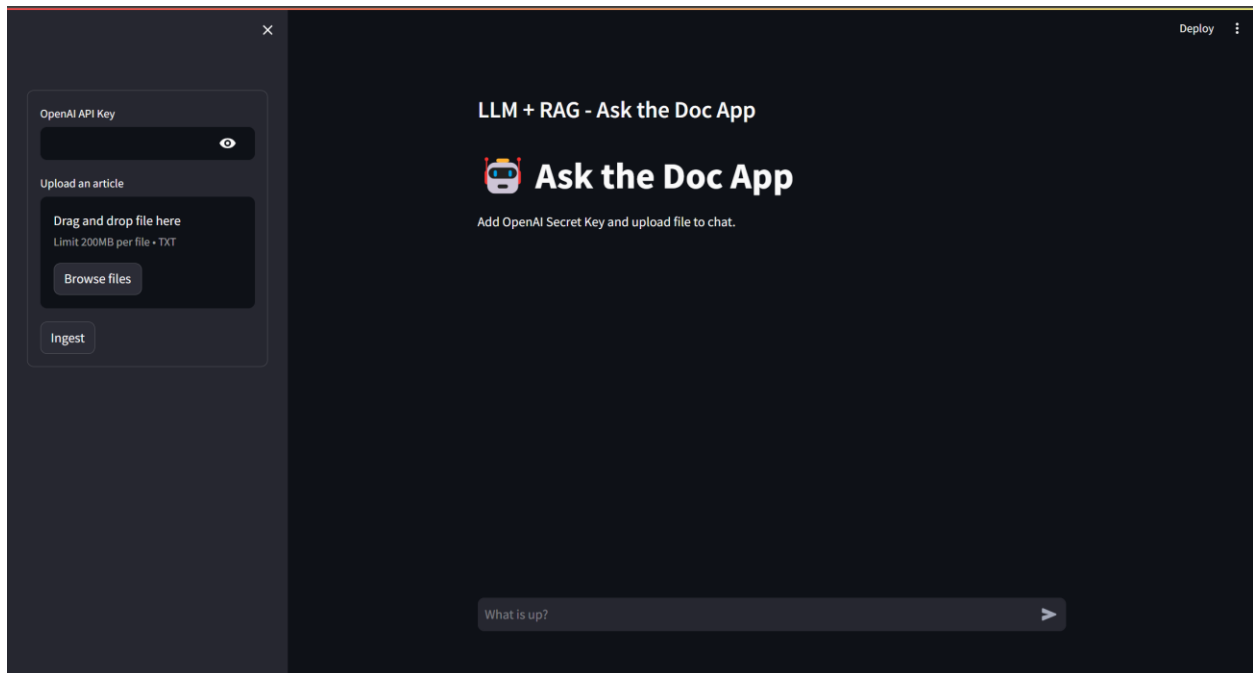 Deploy
OpenAI API Key
Upload an article
Drag and drop file here
Limit 200MB per file • TXT
Browse files
Ingest
LLM + RAG - Ask the Doc App
Ask the Doc App
Add OpenAI Secret Key and upload file to chat.
What is up?